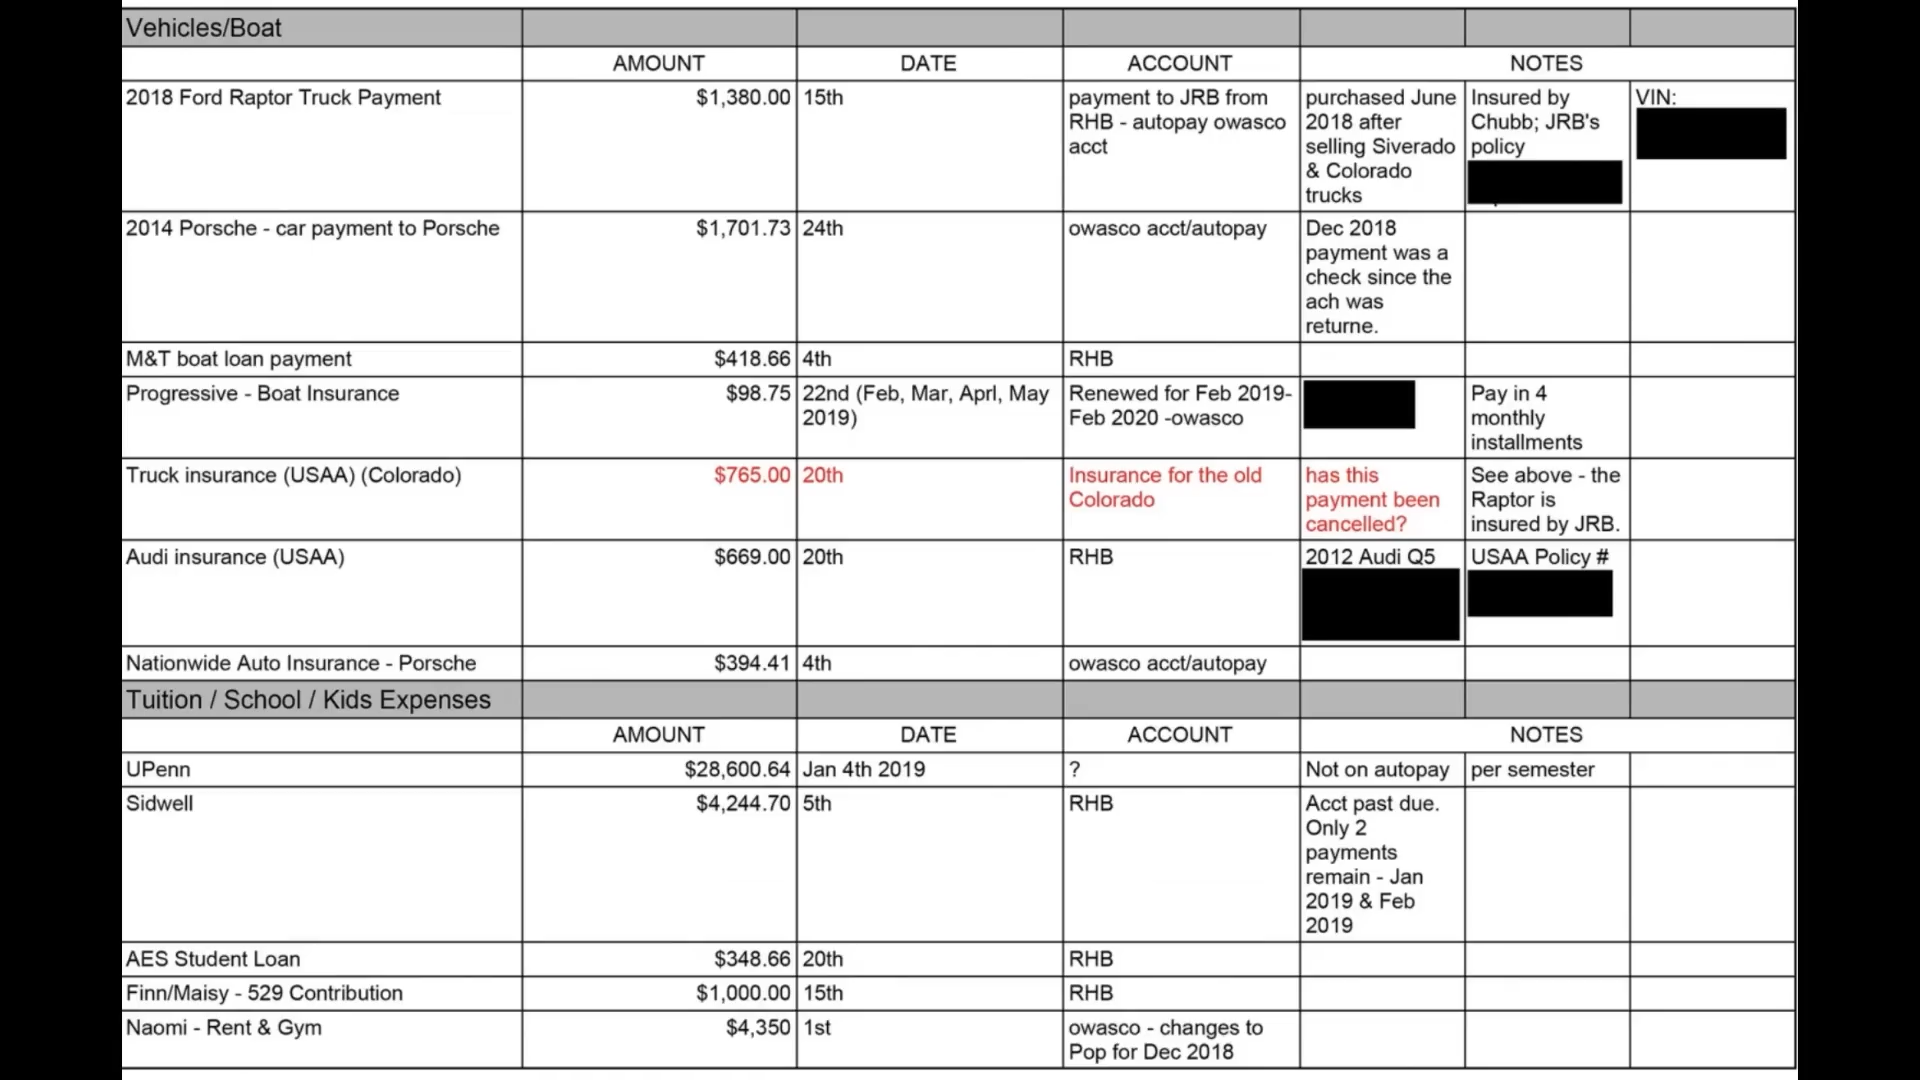 Vehicles/Boat
AMOUNT DATE ACCOUNT NOTES
2018 Ford Raptor Truck Payment $1,380.00 15th payment to JRB from RHB - autopay owasco acct purchased June 2018 after selling Siverado & Colorado trucks Insured by Chubb; JRB's policy VIN:
2014 Porsche - car payment to Porsche $1,701.73 24th owasco acct/autopay Dec 2018 payment was a check since the ach was returne.
M&T boat loan payment $418.66 4th RHB
Progressive - Boat Insurance $98.75 22nd (Feb, Mar, Aprl, May 2019) Renewed for Feb 2019- Feb 2020 -owasco Pay in 4 monthly installments
Truck insurance (USAA) (Colorado) $765.00 20th Insurance for the old Colorado has this payment been cancelled? See above - the Raptor is insured by JRB.
Audi insurance (USAA) $669.00 20th RHB 2012 Audi Q5 USAA Policy #
Nationwide Auto Insurance - Porsche $394.41 4th owasco acct/autopay
Tuition / School / Kids Expenses
AMOUNT DATE ACCOUNT NOTES
UPenn $28,600.64 Jan 4th 2019 ? Not on autopay per semester
Sidwell $4,244.70 5th RHB Acct past due. Only 2 payments remain - Jan 2019 & Feb 2019
AES Student Loan $348.66 20th RHB
Finn/Maisy - 529 Contribution $1,000.00 15th RHB
Naomi - Rent & Gym $4,350 1st owasco - changes to Pop for Dec 2018